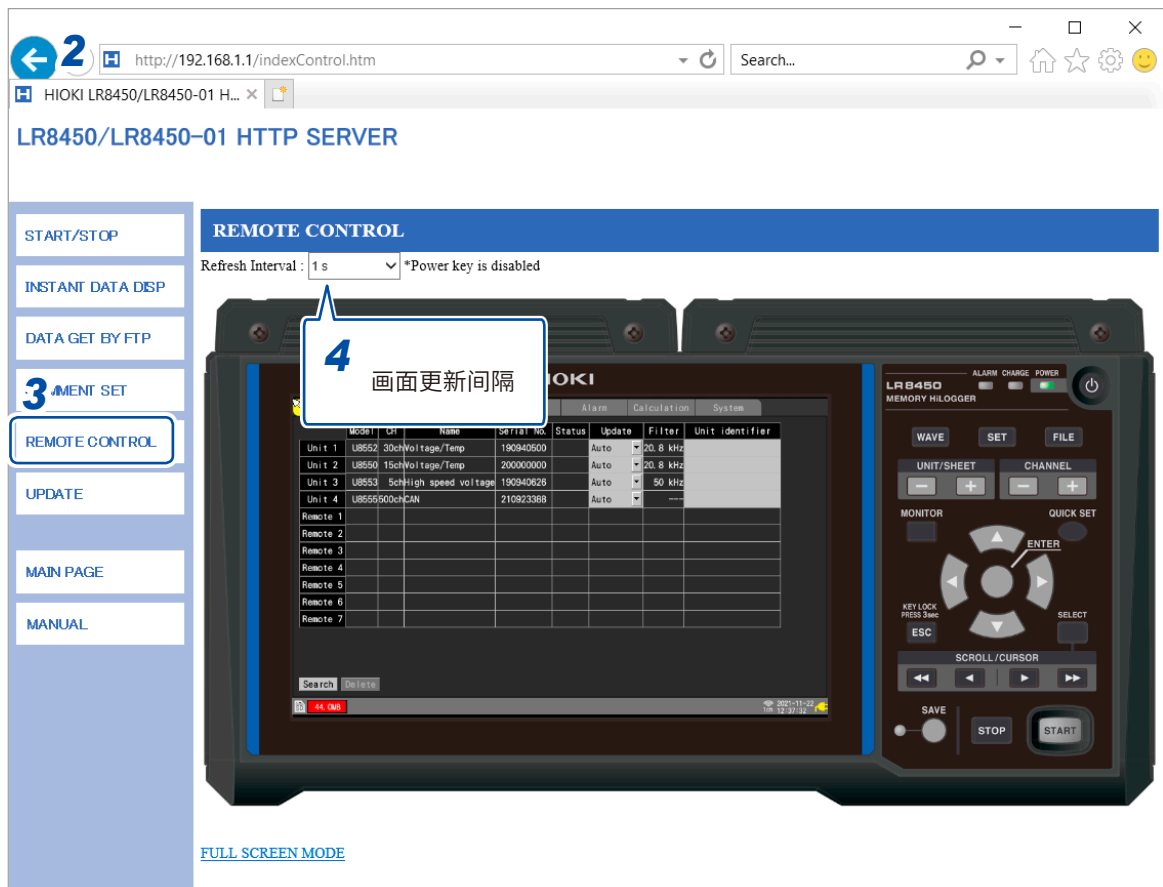 2
http://192.168.1.1/indexControl.htm
Search...
HIOKI LR8450/LR8450-01 H...
LR8450/LR8450-01 HTTP SERVER
START/STOP
INSTANT DATA DISP
DATA GET BY FTP
3
MENT SET
REMOTE CONTROL
UPDATE
MAIN PAGE
MANUAL
REMOTE CONTROL
Refresh Interval : 1 s *Power key is disabled
4
画面更新间隔
IOKI
Alarm Calculation System
Model CH Name Serial No. Status Update Filter Unit identifier
Unit 1 U8552 30ch Voltage/Temp 190940500 Auto 20.8 kHz
Unit 2 U8550 15ch Voltage/Temp 200000000 Auto 20.8 kHz
Unit 3 U8553 5ch High speed voltage 190940626 Auto 50 kHz
Unit 4 U8555 500ch CAN 210923388 Auto ---
Remote 1
Remote 2
Remote 3
Remote 4
Remote 5
Remote 6
Remote 7
Search Delete
44.0MB
2021-11-22
12:37:32
LR8450
MEMORY HiLOGGER
ALARM CHARGE POWER
WAVE SET FILE
UNIT/SHEET CHANNEL
MONITOR QUICK SET
ENTER
KEY LOCK
PRESS 3sec
ESC
SELECT
SCROLL/CURSOR
SAVE
STOP START
FULL SCREEN MODE